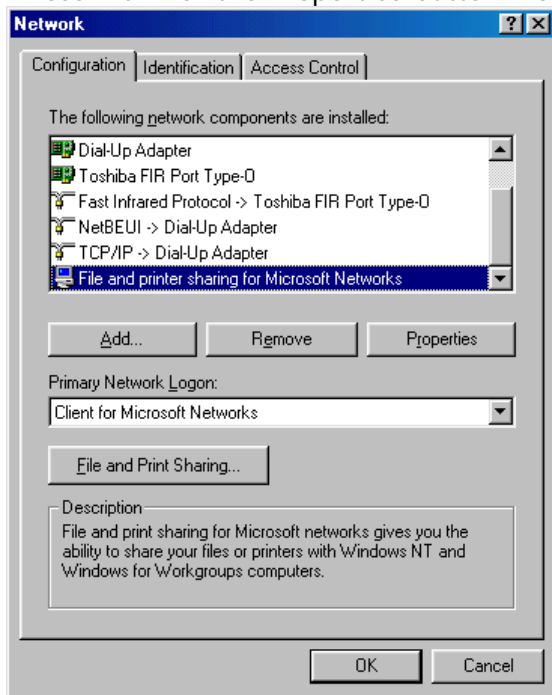 Network
Configuration Identification Access Control
The following network components are installed:
Dial-Up Adapter
Toshiba FIR Port Type-O
Fast Infrared Protocol -> Toshiba FIR Port Type-O
NetBEUI -> Dial-Up Adapter
TCP/IP -> Dial-Up Adapter
File and printer sharing for Microsoft Networks
Add... Remove Properties
Primary Network Logon:
Client for Microsoft Networks
File and Print Sharing...
Description
File and print sharing for Microsoft networks gives you the
ability to share your files or printers with Windows NT and
Windows for Workgroups computers.
OK Cancel